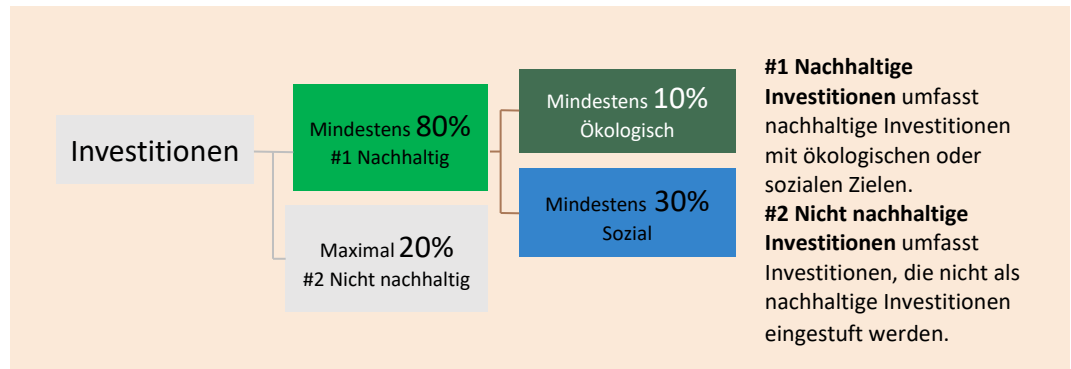 Investitionen
Mindestens 80%
#1 Nachhaltig
Maximal 20%
#2 Nicht nachhaltig
Mindestens 10%
Ökologisch
Mindestens 30%
Sozial
#1 Nachhaltige
Investitionen umfasst
nachhaltige Investitionen
mit ökologischen oder
sozialen Zielen.
#2 Nicht nachhaltige
Investitionen umfasst
Investitionen, die nicht als
nachhaltige Investitionen
eingestuft werden.